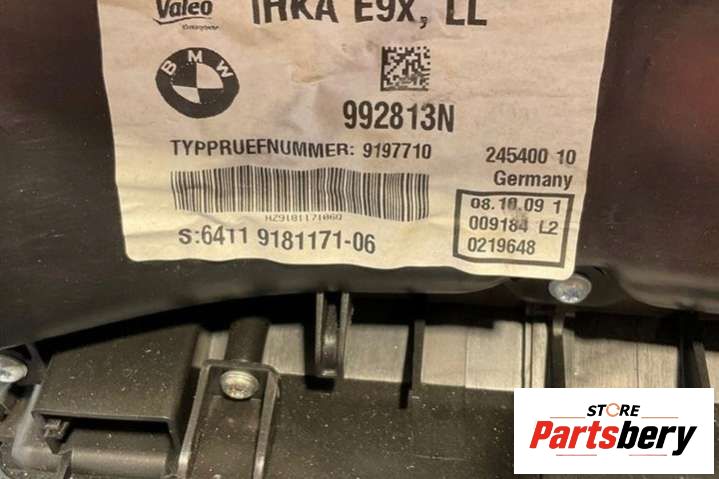 Valeo
IHKA E9x, LL
BMW
992813N
TYPPRUEFNUMMER: 9197710
245400 10
Germany
HZ9181171060
08.10.09 1
009184 L2
0219648
S:6411 9181171-06
STORE
Partsbery